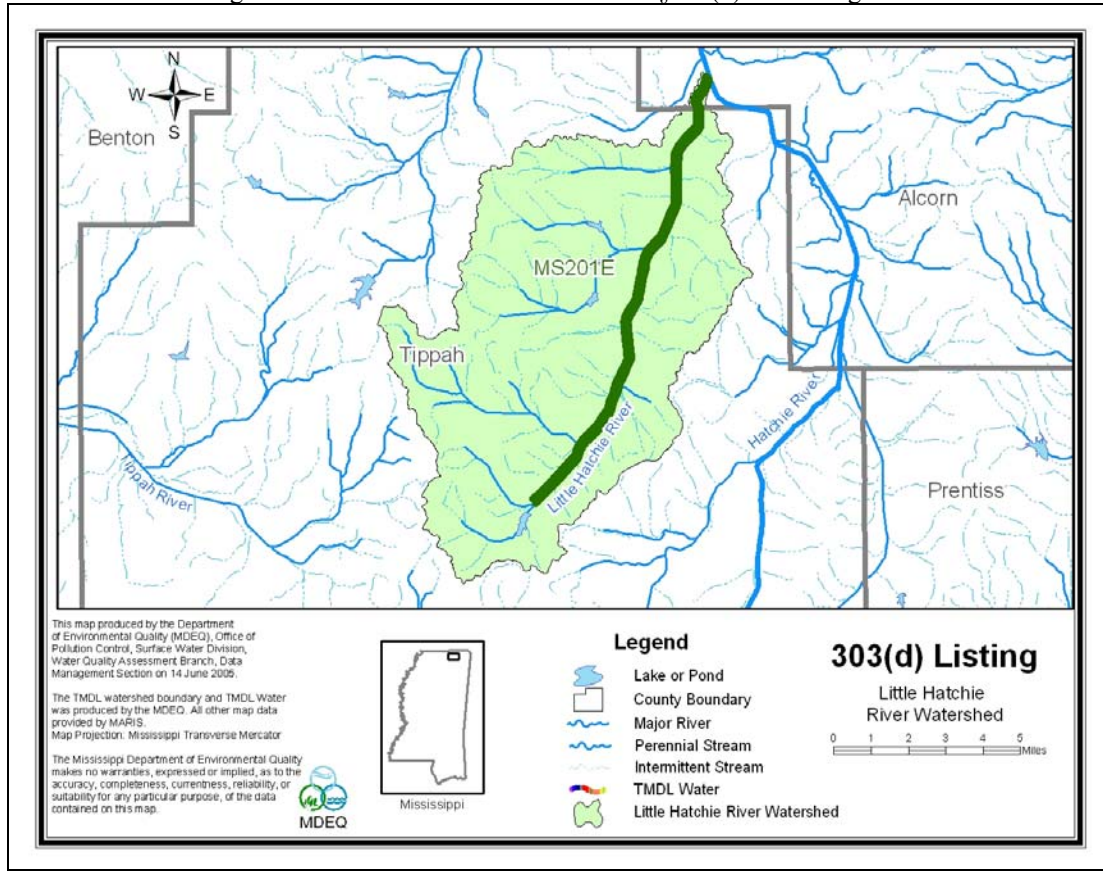 N
W E
S
Benton
Alcorn
MS201E
Tippah
Little Hatchie River
Hatchie River
Tippah River
Prentiss
This map produced by the Department
of Environmental Quality (MDEQ), Office of
Pollution Control, Surface Water Division,
Water Quality Assessment Branch, Data
Management Section on 14 June 2005.
The TMDL watershed boundary and TMDL Water
was produced by the MDEQ. All other map data
provided by MARIS.
Map Projection: Mississippi Transverse Mercator
The Mississippi Department of Environmental Quality
makes no warranties, expressed or implied, as to the
accuracy, completeness, currentness, reliability, or
suitability for any particular purpose, of the data
contained on this map.
MDEQ
Mississippi
Legend
Lake or Pond
County Boundary
Major River
Perennial Stream
Intermittent Stream
TMDL Water
Little Hatchie River Watershed
303(d) Listing
Little Hatchie
River Watershed
0 1 2 3 4 5
Miles